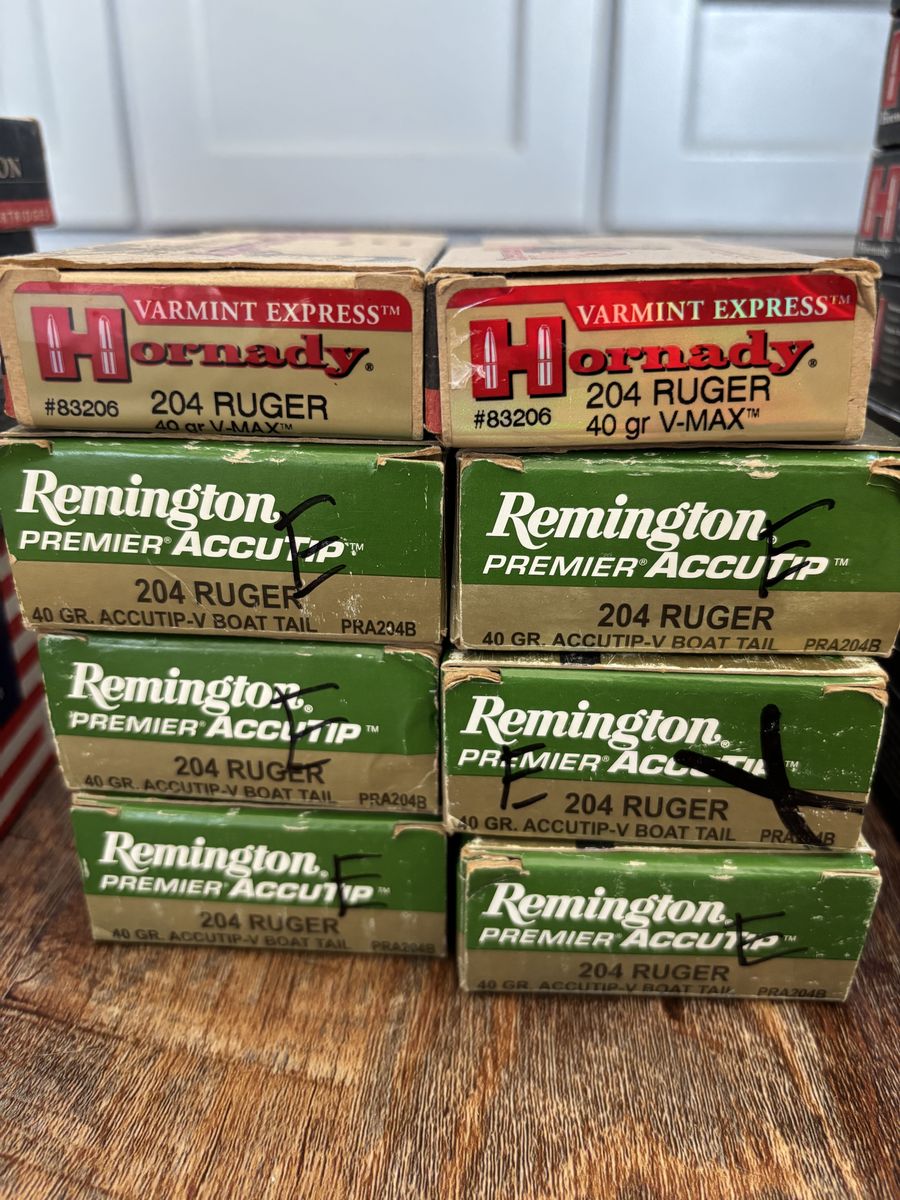 ON
RTRIDGES
VARMINT EXPRESS™
Hornady®
#83206 204 RUGER
40 gr V-MAX™
VARMINT EXPRESS™
Hornady®
#83206 204 RUGER
40 gr V-MAX™
H
Hornady
Remington® E
PREMIER® ACCUTIP™
204 RUGER
40 GR. ACCUTIP-V BOAT TAIL PRA204B
Remington® E
PREMIER® ACCUTIP™
204 RUGER
40 GR. ACCUTIP-V BOAT TAIL PRA204B
Remington® E
PREMIER® ACCUTIP™
204 RUGER
40 GR. ACCUTIP-V BOAT TAIL PRA204B
Remington®
PREMIER® ACCUTIP™
E 204 RUGER
40 GR. ACCUTIP-V BOAT TAIL PRA204B
Remington® E
PREMIER® ACCUTIP™
204 RUGER
40 GR. ACCUTIP-V BOAT TAIL PRA204B
Remington® E
PREMIER® ACCUTIP™
204 RUGER
40 GR. ACCUTIP-V BOAT TAIL PRA204B